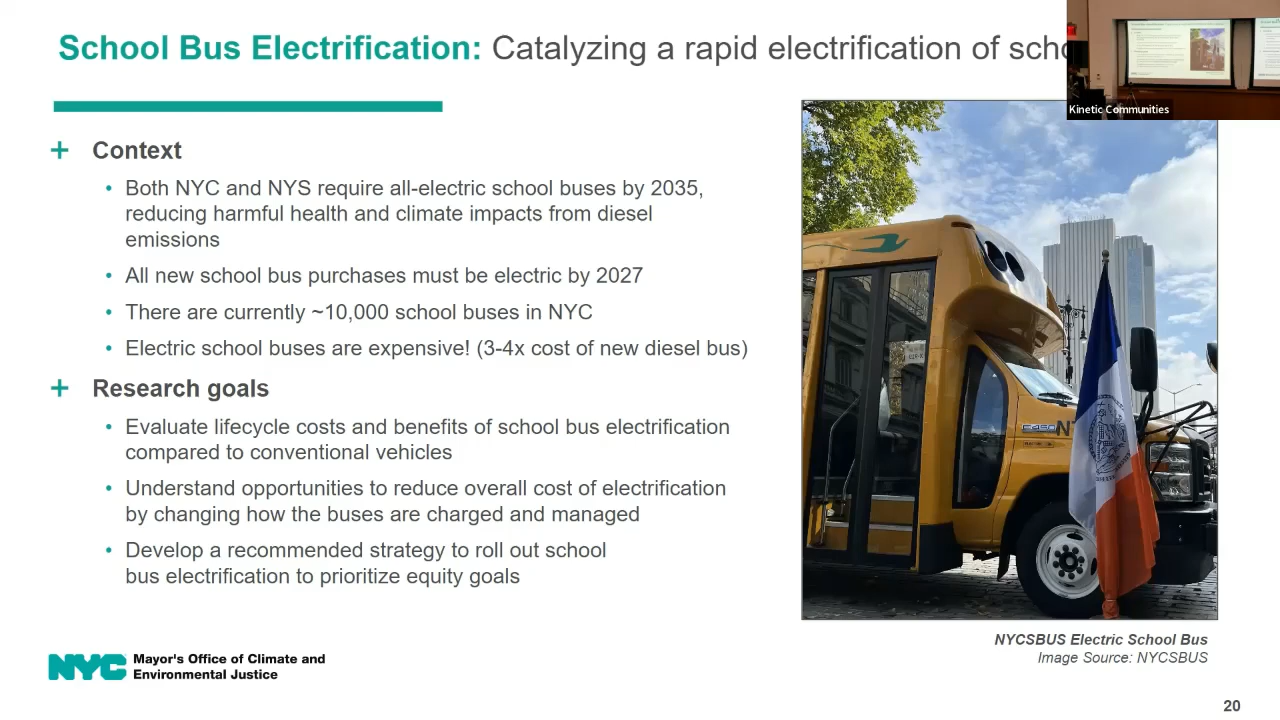 School Bus Electrification: Catalyzing a rapid electrification of scho
Kinetic Communities
+ Context
• Both NYC and NYS require all-electric school buses by 2035,
reducing harmful health and climate impacts from diesel
emissions
• All new school bus purchases must be electric by 2027
• There are currently ~10,000 school buses in NYC
• Electric school buses are expensive! (3-4x cost of new diesel bus)
+ Research goals
• Evaluate lifecycle costs and benefits of school bus electrification
compared to conventional vehicles
• Understand opportunities to reduce overall cost of electrification
by changing how the buses are charged and managed
• Develop a recommended strategy to roll out school
bus electrification to prioritize equity goals
E450
NYCSBUS Electric School Bus
Image Source: NYCSBUS
NYC
Mayor's Office of Climate and
Environmental Justice
20